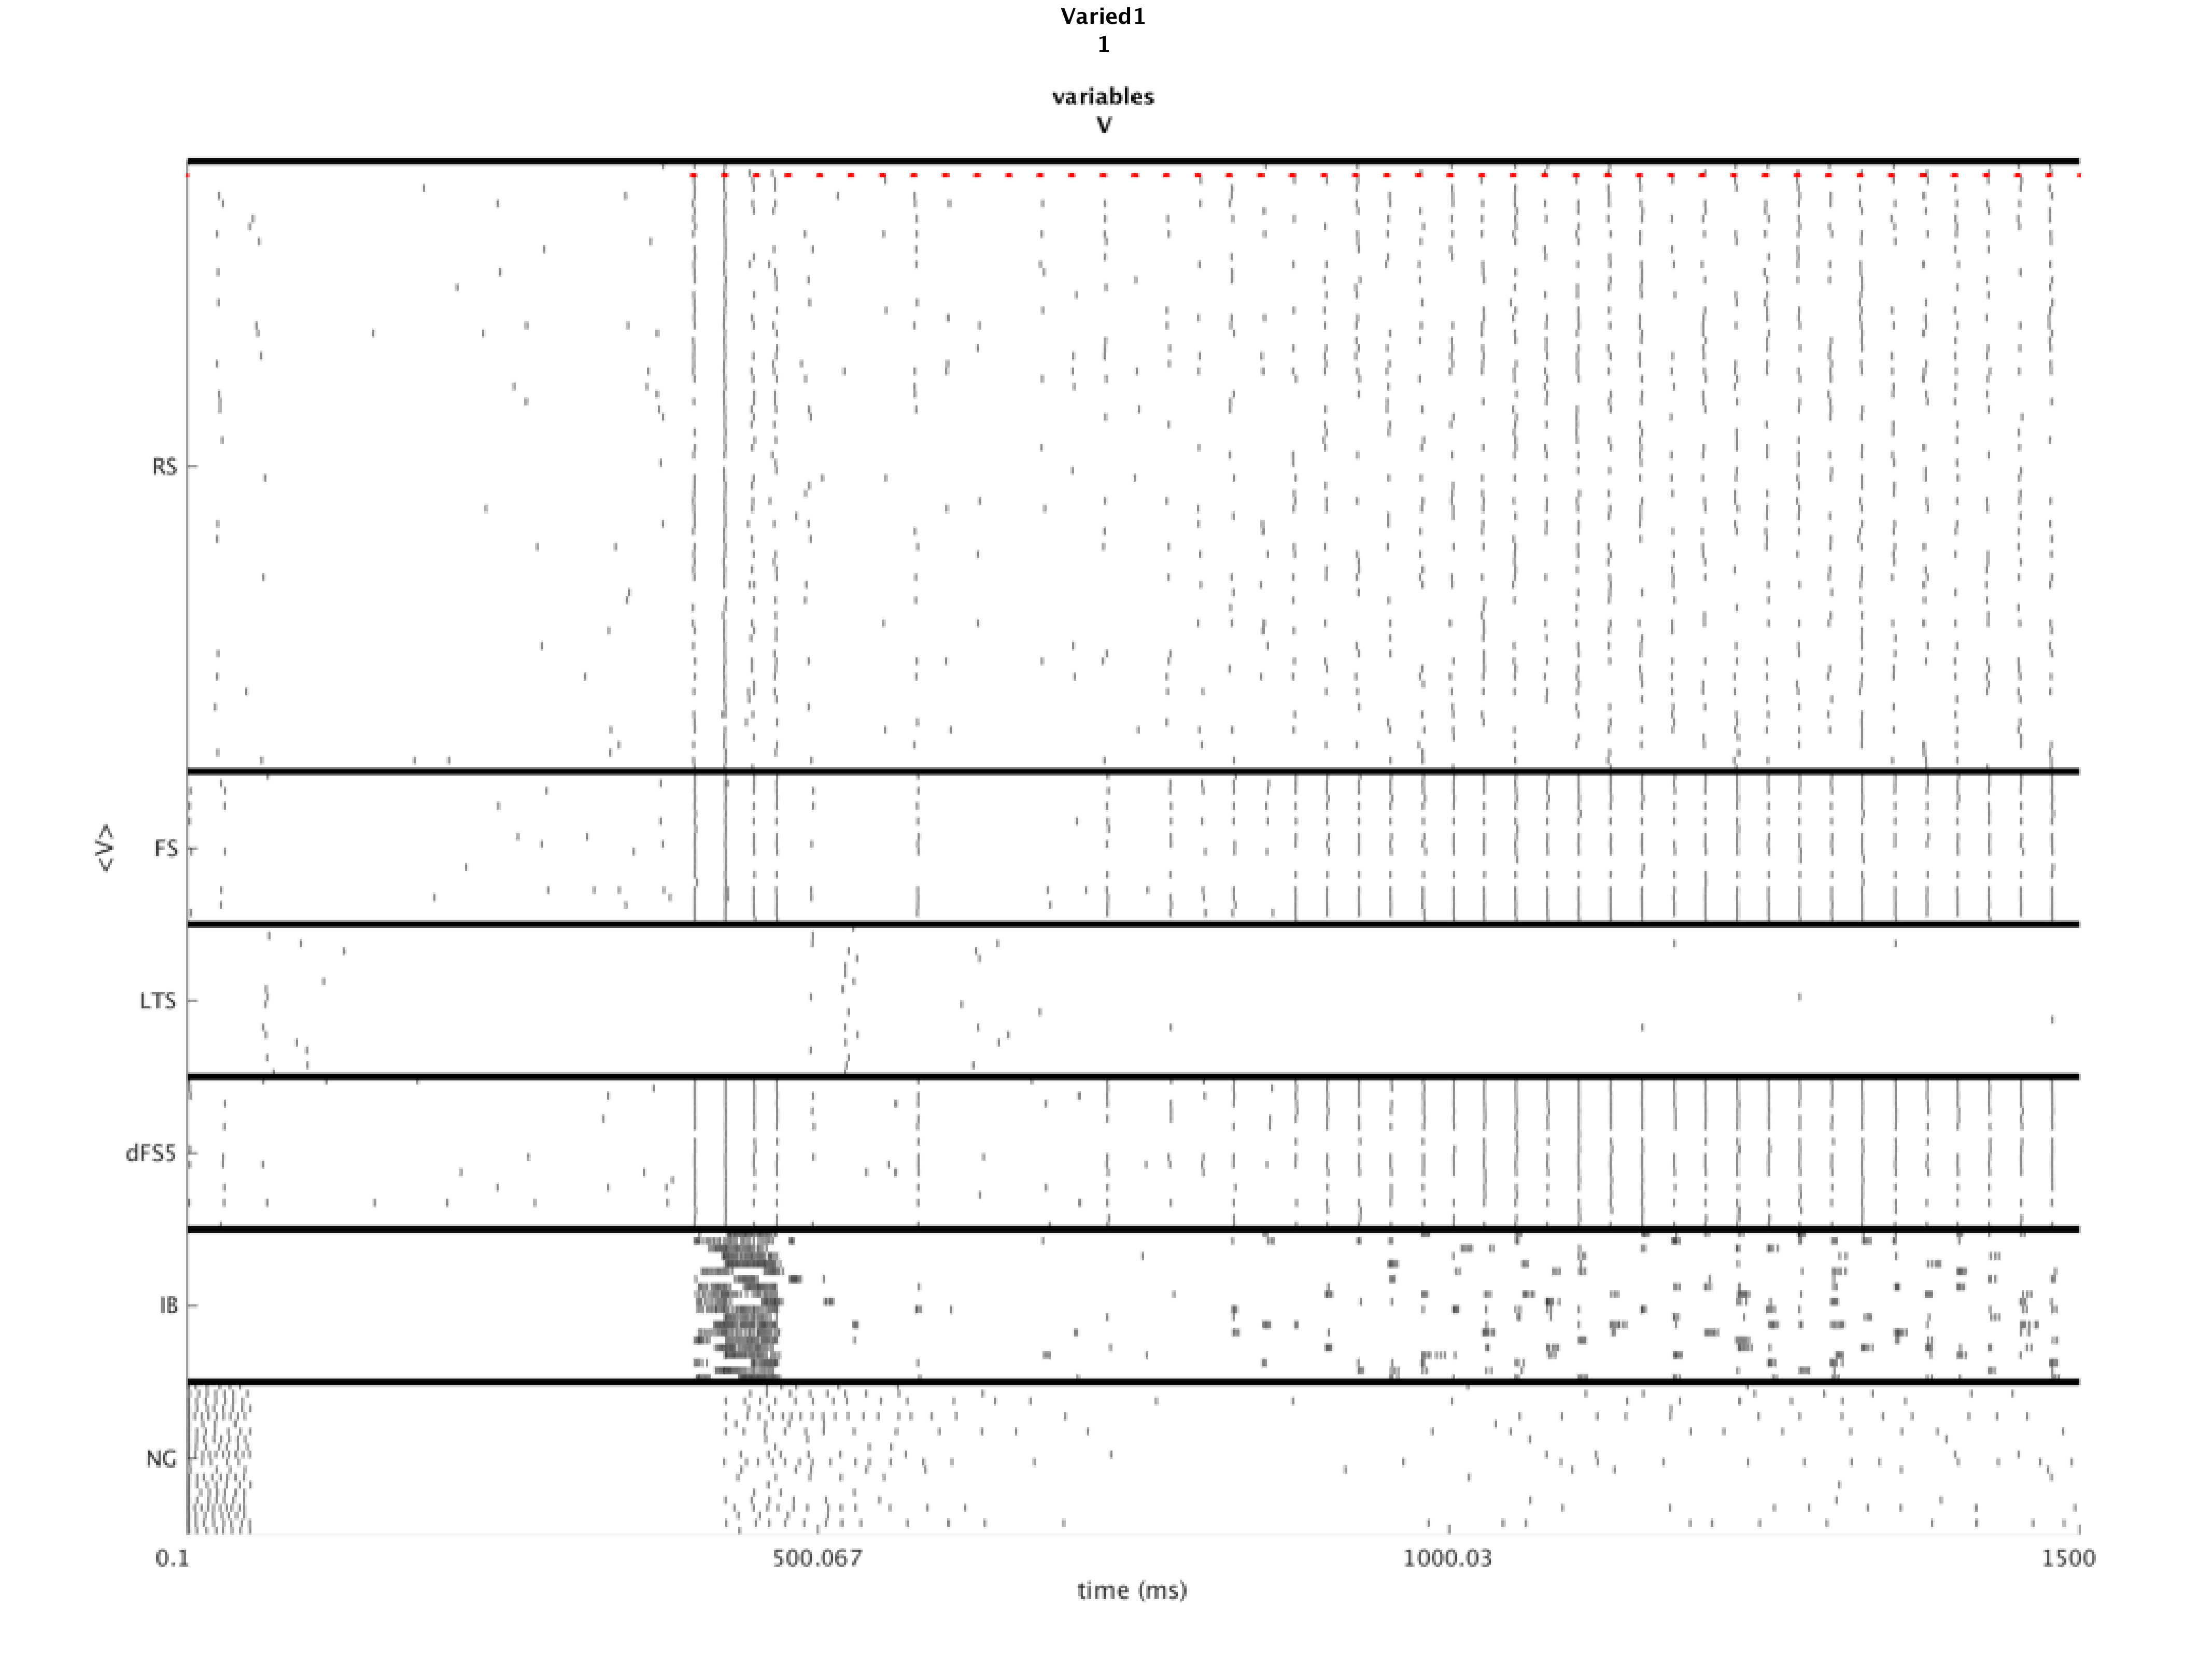 Varied1
1
variables
V
RS
FS
<V>
LTS
dFS5
IB
NG
0.1 500.067 1000.03 1500
time (ms)